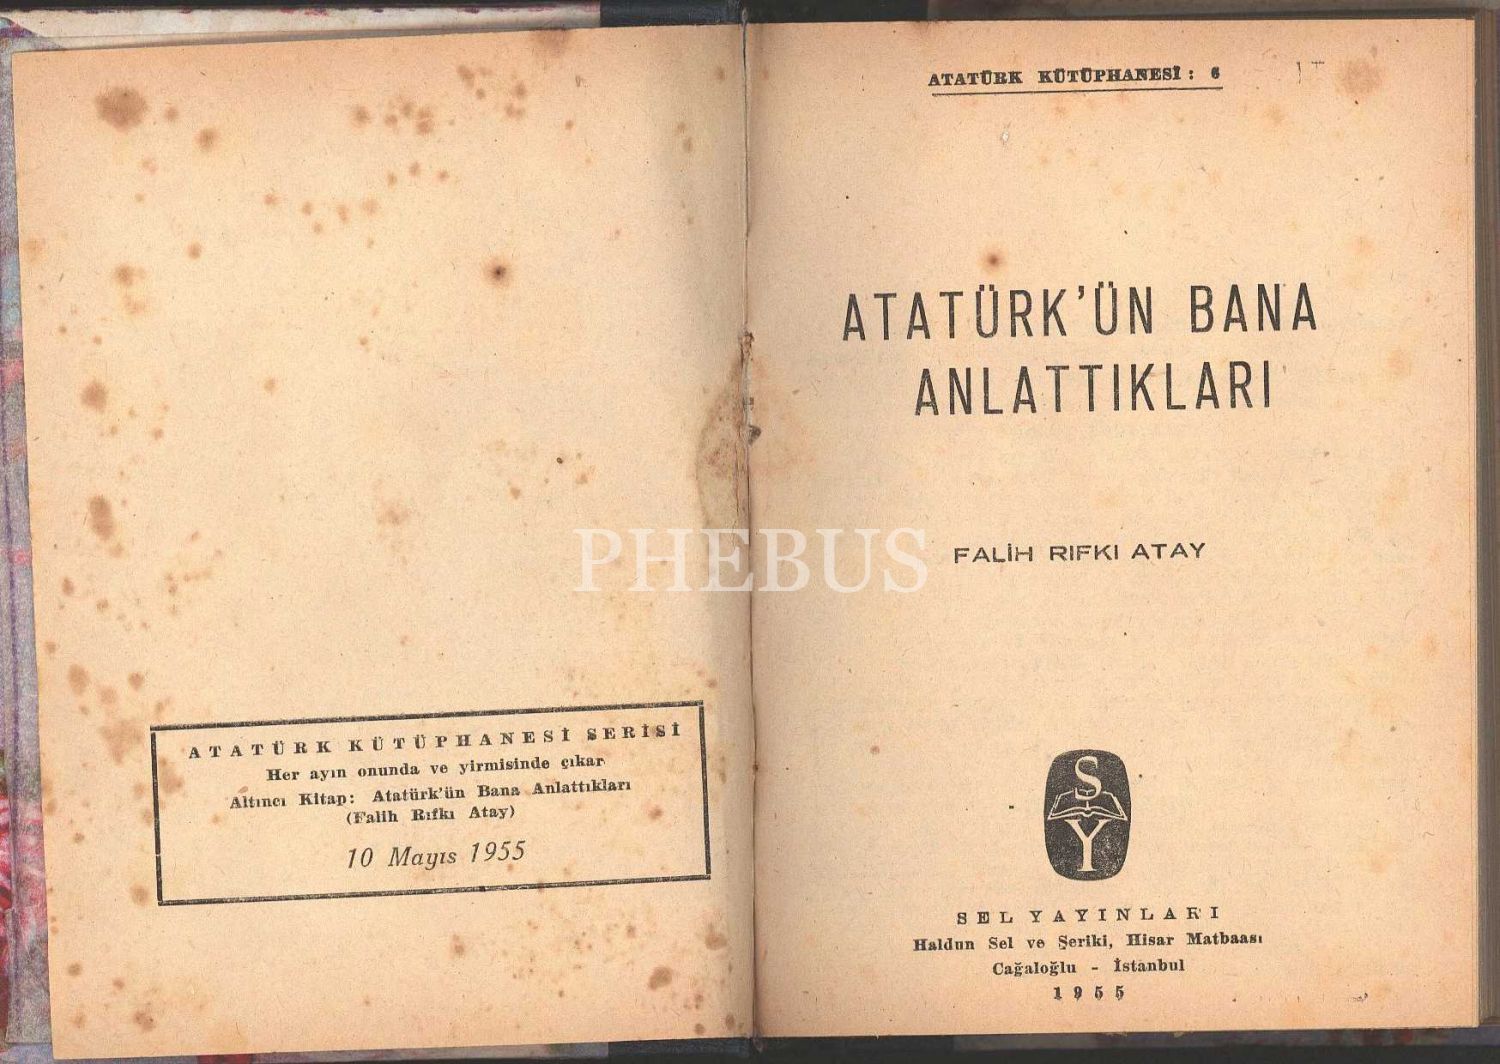 ATATÜRK KÜTÜPHANESİ SERİSİ
Her ayın onunda ve yirmisinde çıkar
Altıncı Kitap: Atatürk'ün Bana Anlattıkları
(Falih Rıfkı Atay)
10 Mayıs 1955
ATATÜRK KÜTÜPHANESİ: 6
ATATÜRK'ÜN BANA
ANLATTIKLARI
FALİH RIFKI ATAY
PHEBUS
S
Y
SEL YAYINLARI
Haldun Sel ve Şeriki, Hisar Matbaası
Cağaloğlu - İstanbul
1955